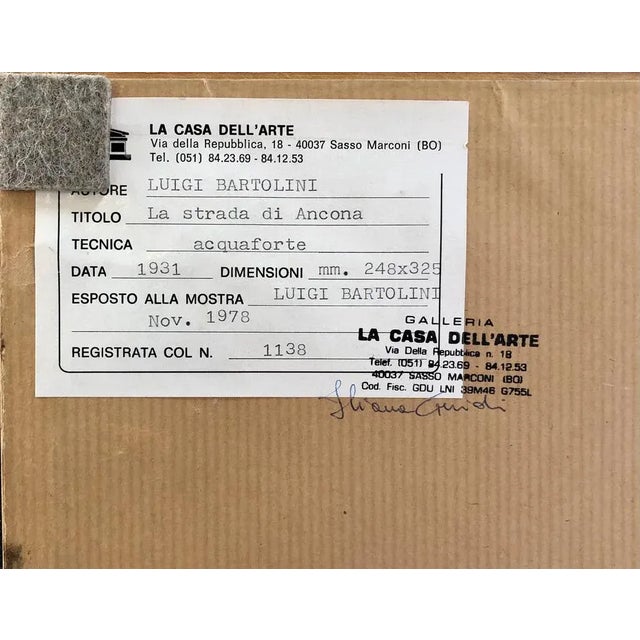 LA CASA DELL'ARTE
Via della Repubblica, 18 - 40037 Sasso Marconi (BO)
Tel. (051) 84.23.69 - 84.12.53
AUTORE LUIGI BARTOLINI
TITOLO La strada di Ancona
TECNICA acquaforte
DATA 1931 DIMENSIONI mm. 248x325
ESPOSTO ALLA MOSTRA LUIGI BARTOLINI
Nov. 1978
REGISTRATA COL N. 1138
GALLERIA
LA CASA DELL'ARTE
Via Della Repubblica n. 18
Telef. (051) 84.23.69 - 84.12.53
40037 SASSO MARCONI (BO)
Cod. Fisc. GDU LNI 39M46 G755L